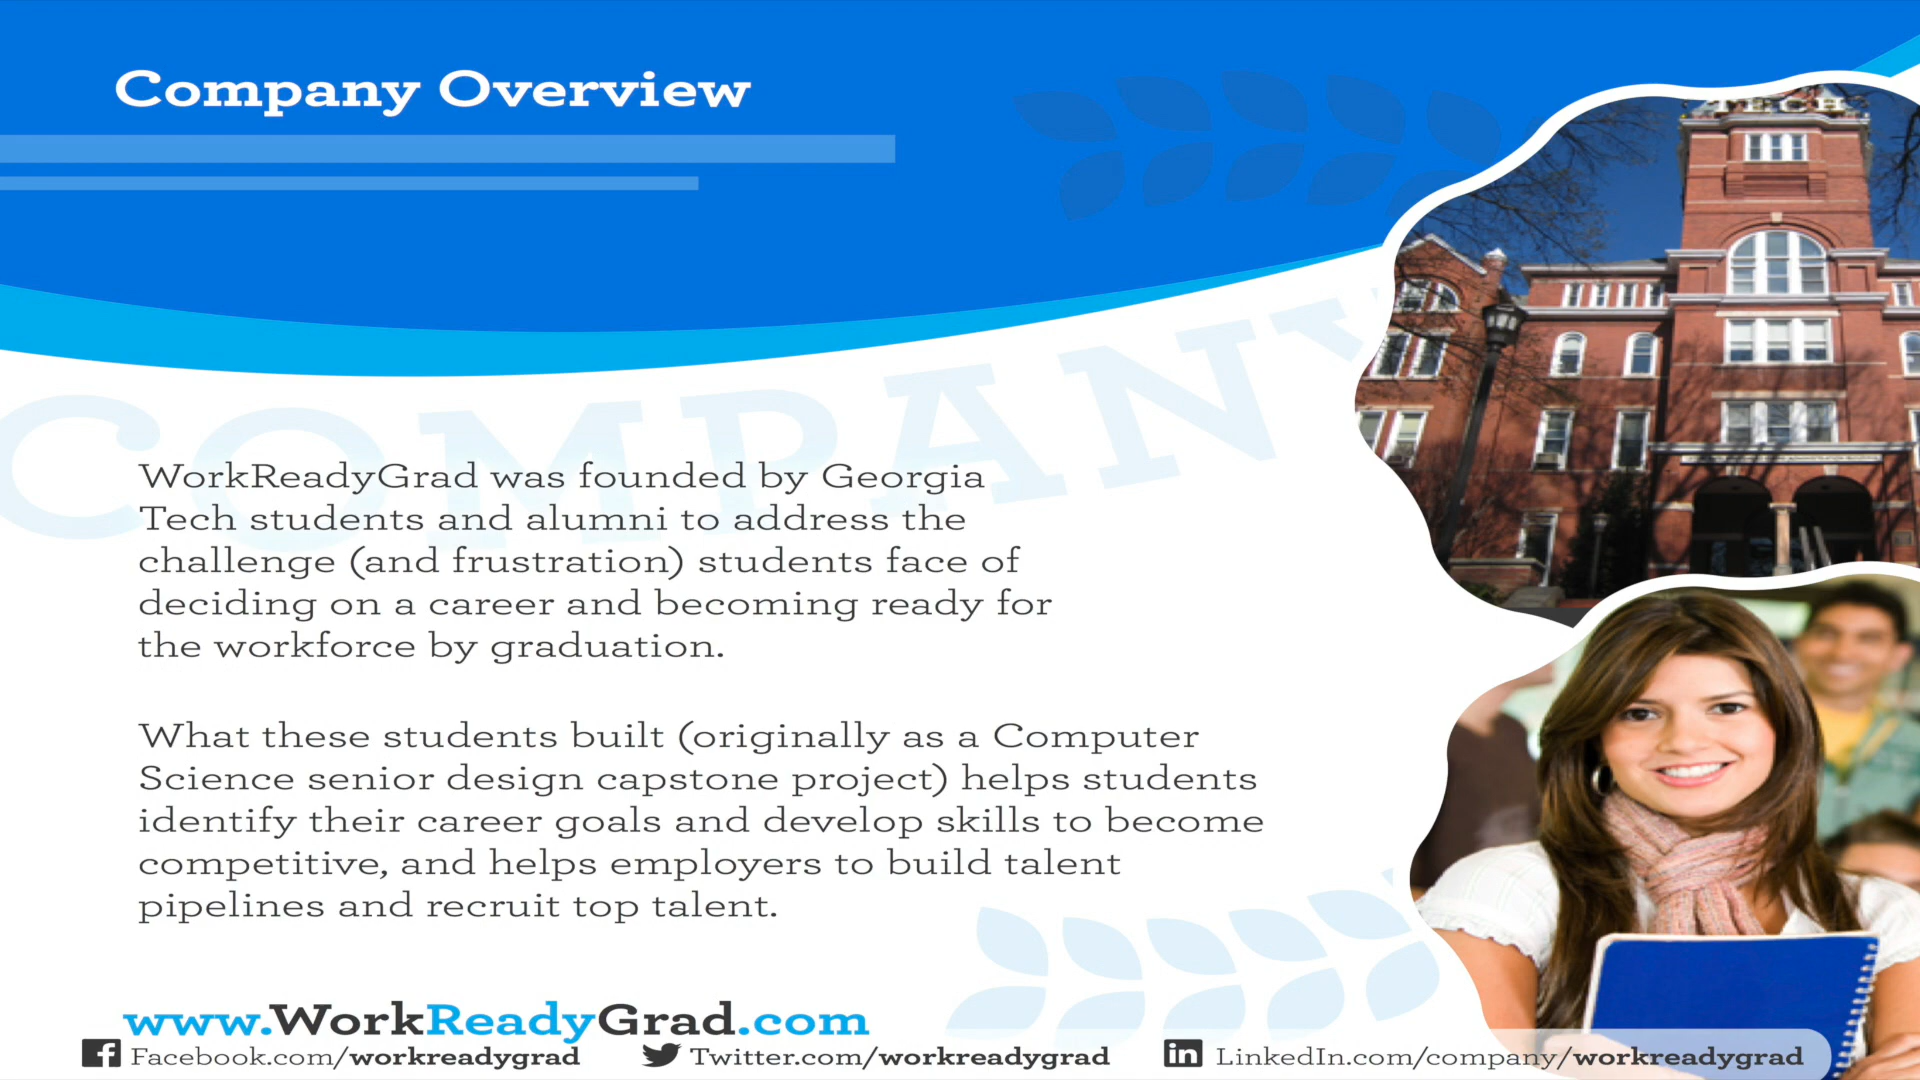 Company Overview
TECH
COMPANY
WorkReadyGrad was founded by Georgia
Tech students and alumni to address the
challenge (and frustration) students face of
deciding on a career and becoming ready for
the workforce by graduation.
What these students built (originally as a Computer
Science senior design capstone project) helps students
identify their career goals and develop skills to become
competitive, and helps employers to build talent
pipelines and recruit top talent.
www.WorkReadyGrad.com
Facebook.com/workreadygrad
Twitter.com/workreadygrad
LinkedIn.com/company/workreadygrad